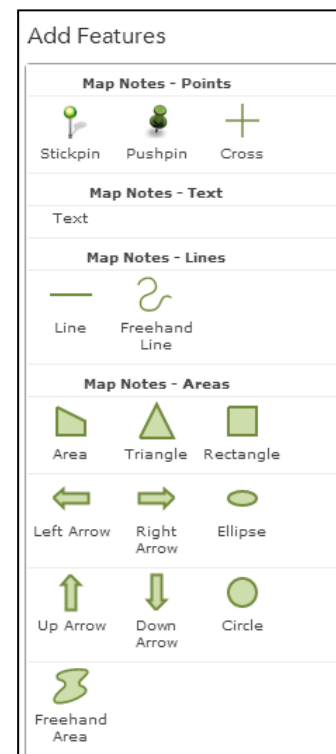 Add Features
Map Notes - Points
Stickpin Pushpin Cross
Map Notes - Text
Text
Map Notes - Lines
Line Freehand
Line
Map Notes - Areas
Area Triangle Rectangle
Left Arrow Right Ellipse
Arrow
Up Arrow Down Circle
Arrow
Freehand
Area